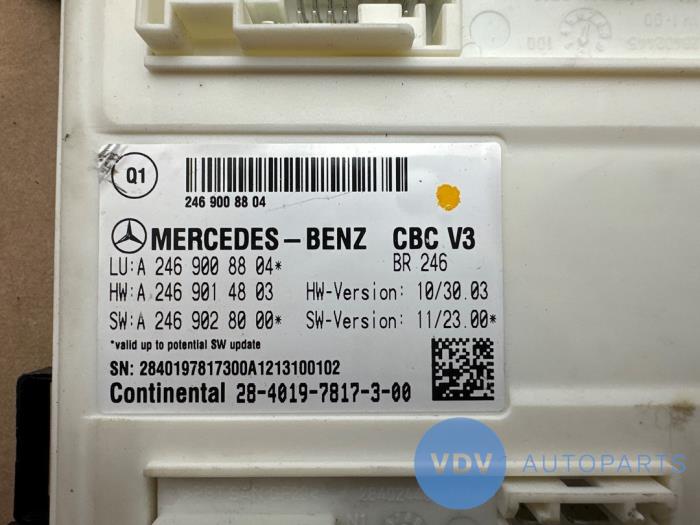 100
Q1
246 900 88 04
MERCEDES-BENZ CBC V3
LU:A 246 900 88 04* BR 246
HW:A 246 901 48 03 HW-Version: 10/30.03
SW:A 246 902 80 00* SW-Version: 11/23.00*
*valid up to potential SW update
SN: 2840197817300A1213100102
Continental 28-4019-7817-3-00
VDV AUTOPARTS